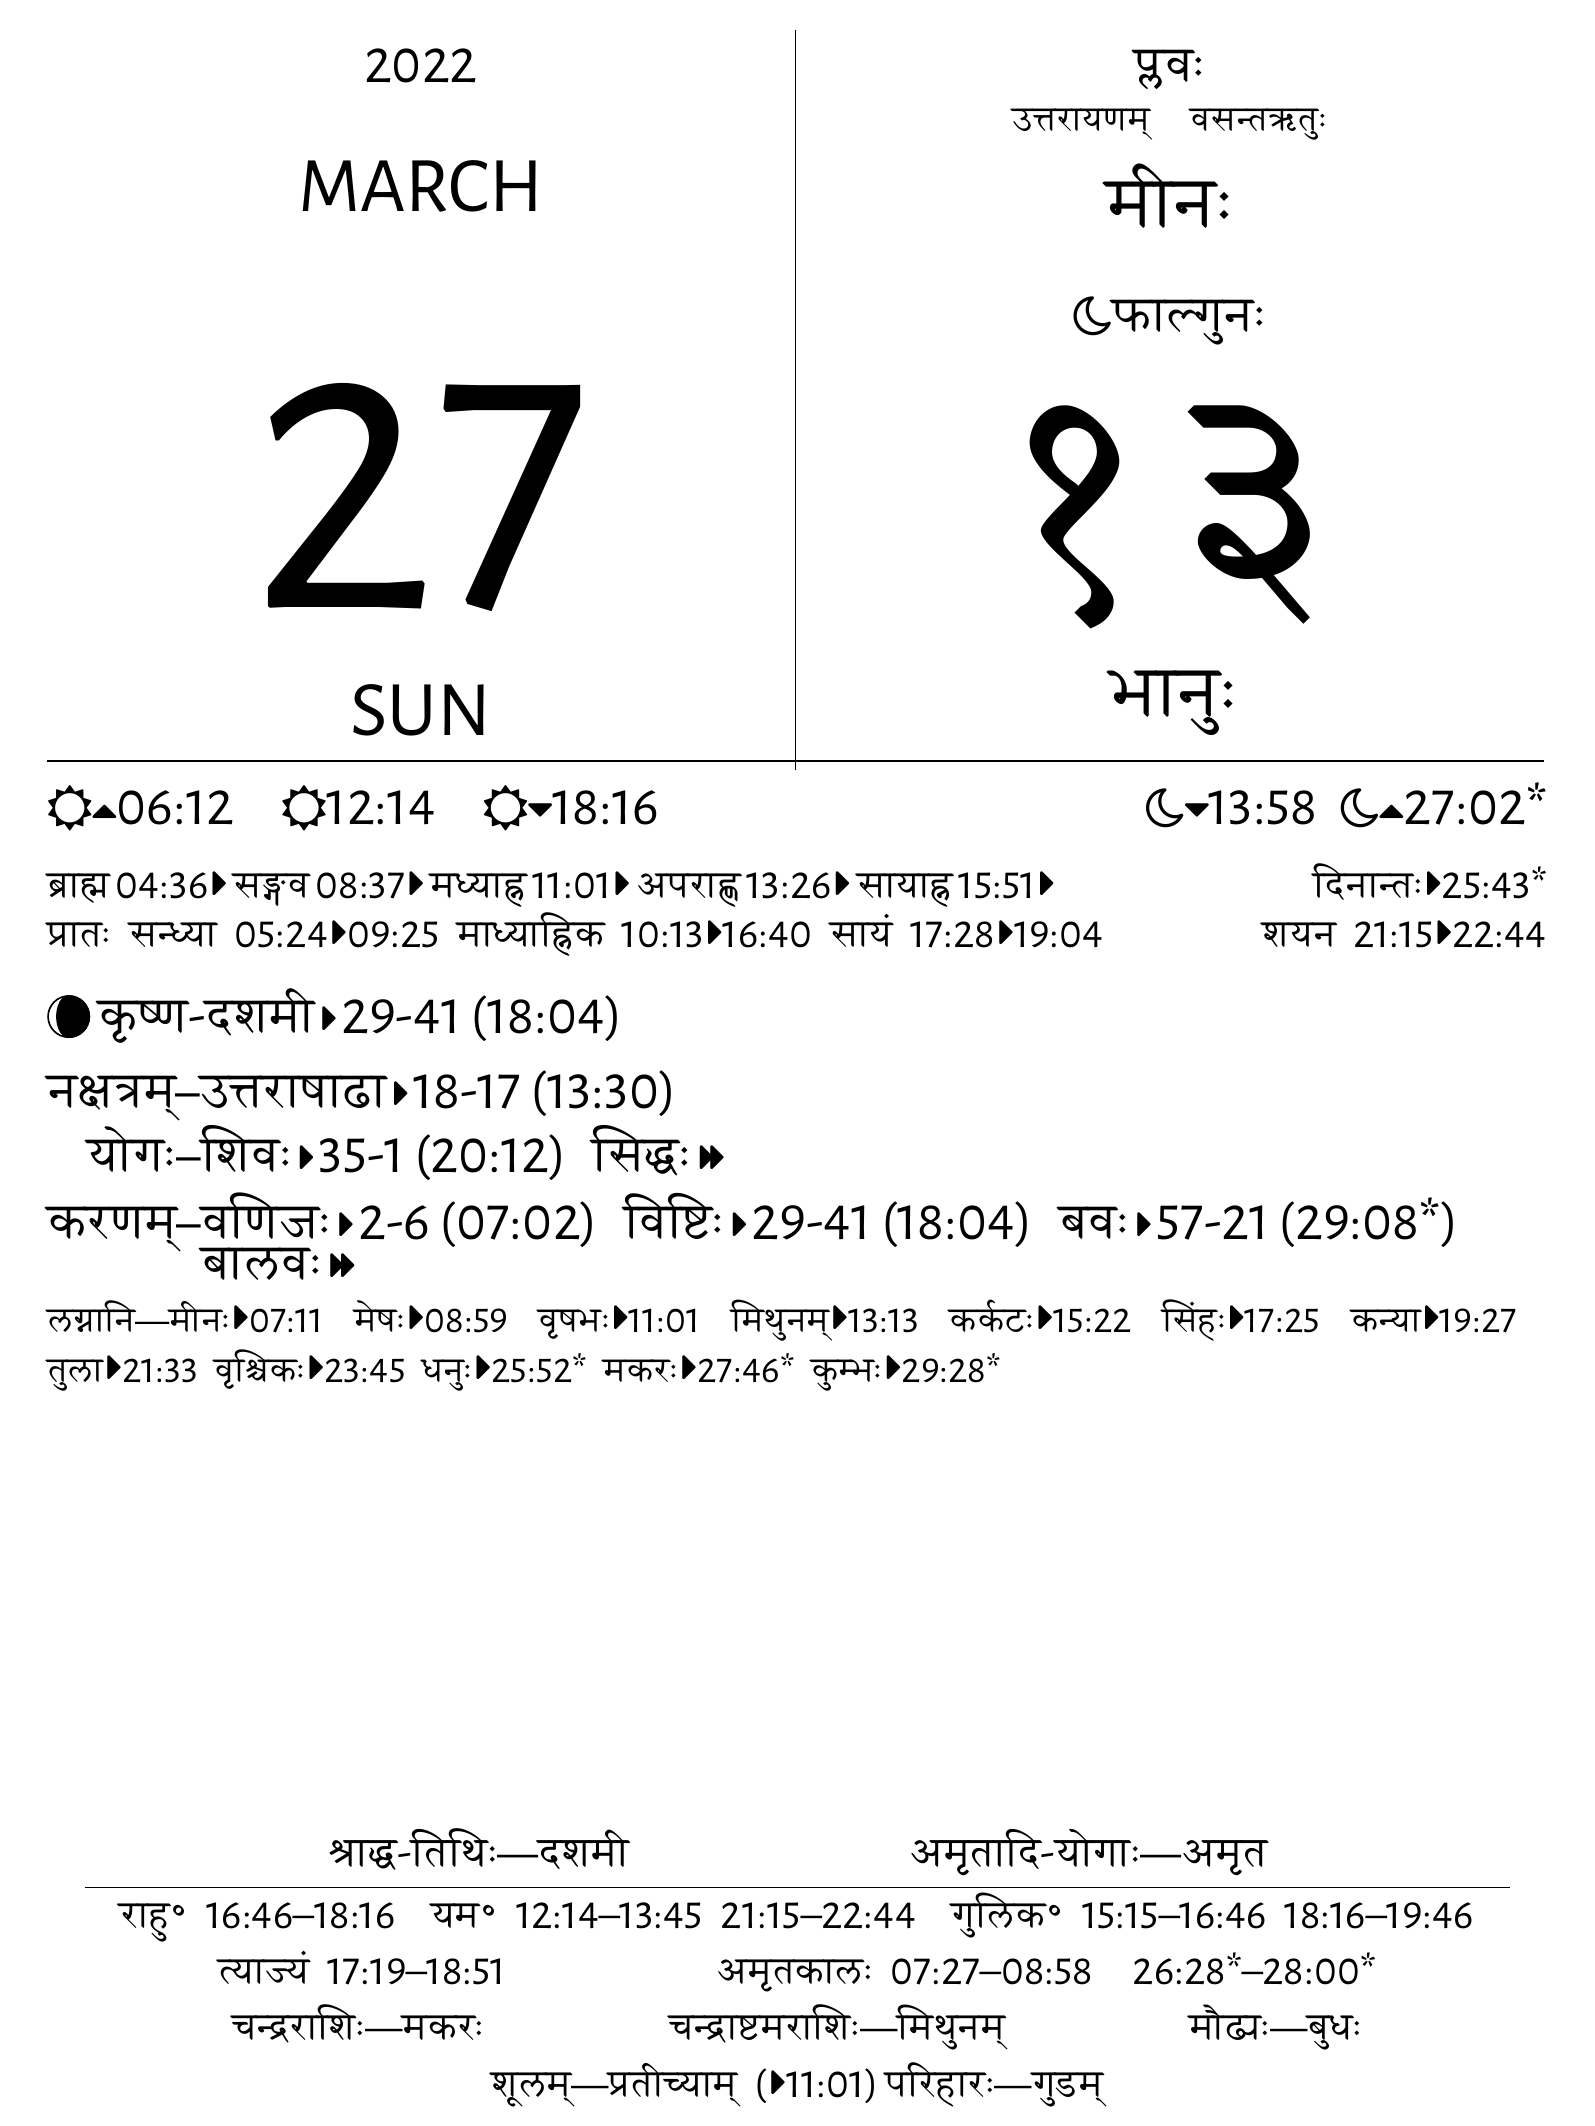 2022
MARCH
27
SUN
प्लवः
उत्तरायणम् वसन्तऋतुः
मीनः
फाल्गुनः
१३
भानुः
06:12 12:14 18:16 13:58 27:02*
ब्राह्म 04:36 सङ्गव 08:37 मध्याह्न 11:01 अपराह्ण 13:26 सायाह्न 15:51 दिनान्तः 25:43*
प्रातः सन्ध्या 05:24 09:25 माध्याह्निक 10:13 16:40 सायं 17:28 19:04 शयन 21:15 22:44
कृष्ण-दशमी 29-41 (18:04)
नक्षत्रम्–उत्तराषाढा 18-17 (13:30)
योगः–शिवः 35-1 (20:12) सिद्धः
करणम्–वणिजः 2-6 (07:02) विष्टिः 29-41 (18:04) बवः 57-21 (29:08*)
बालवः
लग्नानि—मीनः 07:11 मेषः 08:59 वृषभः 11:01 मिथुनम् 13:13 कर्कटः 15:22 सिंहः 17:25 कन्या 19:27
तुला 21:33 वृश्चिकः 23:45 धनुः 25:52* मकरः 27:46* कुम्भः 29:28*
श्राद्ध-तिथिः—दशमी अमृतादि-योगाः—अमृत
राहु॰ 16:46–18:16 यम॰ 12:14–13:45 21:15–22:44 गुलिक॰ 15:15–16:46 18:16–19:46
त्याज्यं 17:19–18:51 अमृतकालः 07:27–08:58 26:28*–28:00*
चन्द्रराशिः—मकरः चन्द्राष्टमराशिः—मिथुनम् मौढ्यः—बुधः
शूलम्—प्रतीच्याम् (11:01) परिहारः—गुडम्